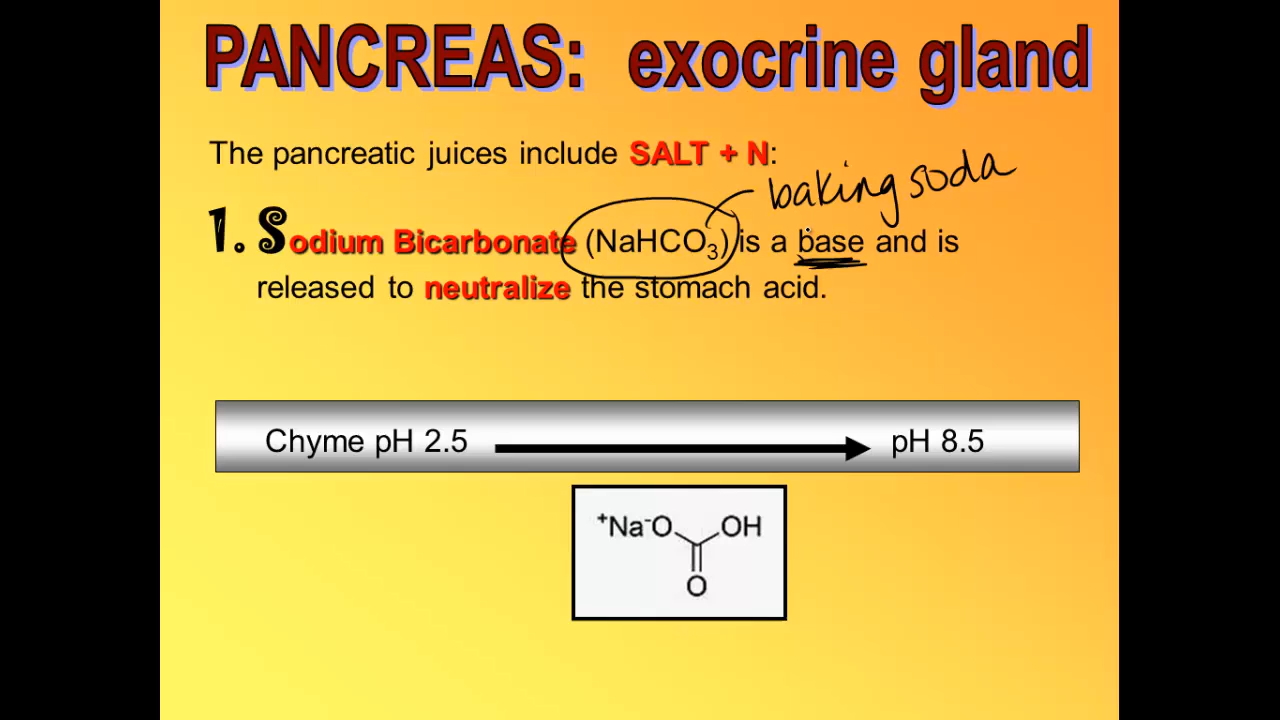 PANCREAS: exocrine gland
The pancreatic juices include SALT + N:
baking soda
1. Sodium Bicarbonate (NaHCO₃) is a base and is
released to neutralize the stomach acid.
Chyme pH 2.5 pH 8.5
⁺Na⁻O OH
O